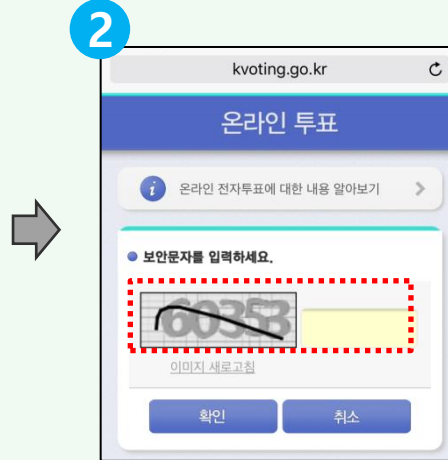 2
kvoting.go.kr
온라인 투표
i 온라인 전자투표에 대한 내용 알아보기
보안문자를 입력하세요.
60353
이미지 새로고침
확인 취소